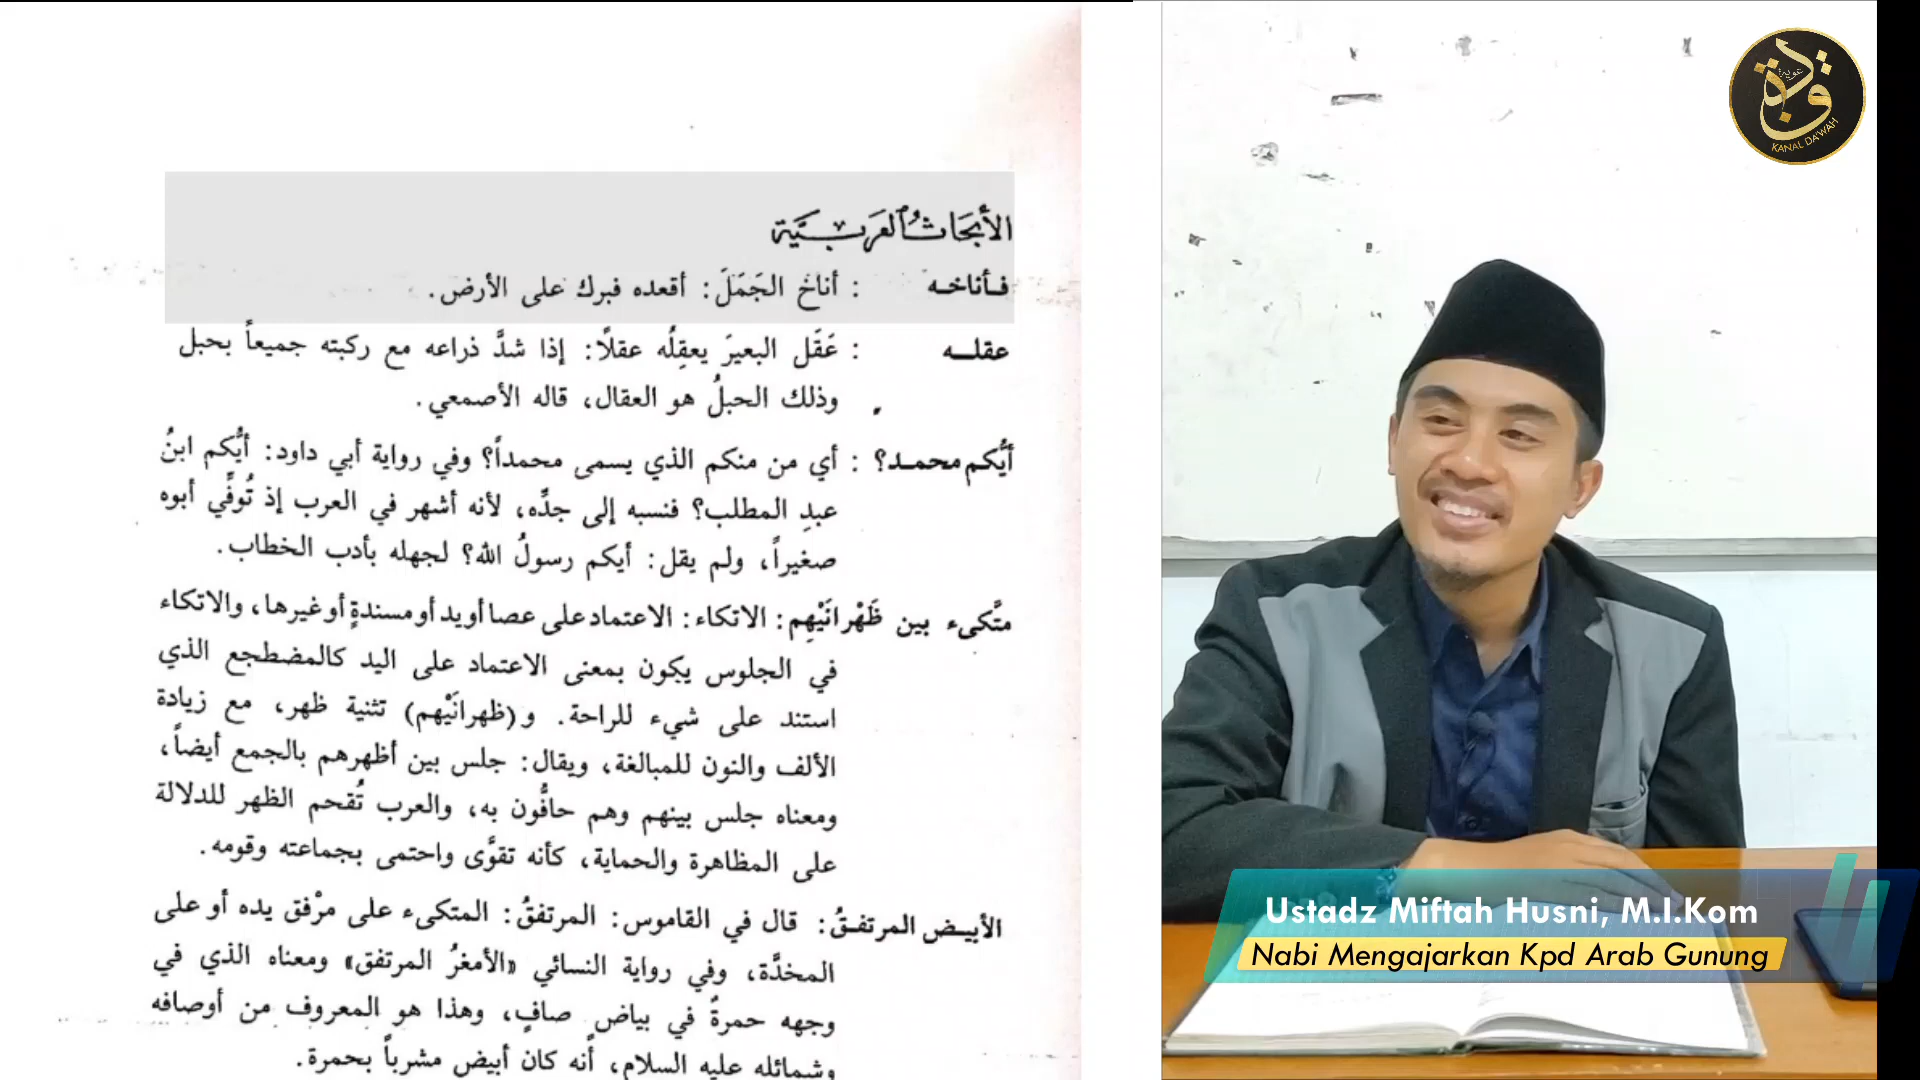 الأبحاث العربية
فأناخه : أناخ الجَمَلَ: أقعده فبرك على الأرض.
عقله : عَقَل البعيرَ يعقِلُه عقلًا: إذا شدَّ ذراعه مع ركبته جميعاً بحبل
وذلك الحبلُ هو العقال، قاله الأصمعي.
أيُّكم محمد؟ : أي من منكم الذي يسمى محمداً؟ وفي رواية أبي داود: أيُّكم ابنُ
عبدِ المطلب؟ فنسبه إلى جدِّه، لأنه أشهر في العرب إذ تُوفِّي أبوه
صغيراً، ولم يقل: أيكم رسولُ الله؟ لجهله بأدب الخطاب.
متَّكىء بين ظَهْرانَيْهِم : الاتكاء: الاعتماد على عصا أو يد أو مسندةٍ أو غيرها، والاتكاء
في الجلوس يكون بمعنى الاعتماد على اليد كالمضطجع الذي
استند على شيء للراحة. و(ظهرانَيْهم) تثنية ظهر، مع زيادة
الألف والنون للمبالغة، ويقال: جلس بين أظهرهم بالجمع أيضاً،
ومعناه جلس بينهم وهم حافُّون به، والعرب تُقحم الظهر للدلالة
على المظاهرة والحماية، كأنه تقوَّى واحتمى بجماعته وقومه.
الأبيض المرتفقُ : قال في القاموس: المرتفقُ: المتكىء على مرْفق يده أو على
المخدَّة، وفي رواية النسائي «الأمغرُ المرتفق» ومعناه الذي في
وجهه حمرةٌ في بياض صافٍ، وهذا هو المعروف من أوصافه
وشمائله عليه السلام، أنه كان أبيض مشرباً بحمرة.
KANAL DA'WAH
Ustadz Miftah Husni, M.I.Kom
Nabi Mengajarkan Kpd Arab Gunung